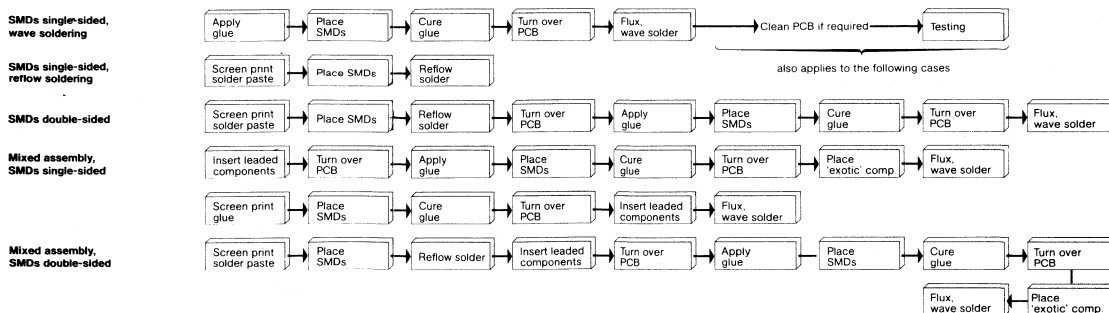 SMDs single-sided,
wave soldering
Apply
glue
Place
SMDs
Cure
glue
Turn over
PCB
Flux,
wave solder
Clean PCB if required
Testing
also applies to the following cases
SMDs single-sided,
reflow soldering
Screen print
solder paste
Place SMDs
Reflow
solder
SMDs double-sided
Screen print
solder paste
Place SMDs
Reflow
solder
Turn over
PCB
Apply
glue
Place
SMDs
Cure
glue
Turn over
PCB
Flux,
wave solder
Mixed assembly,
SMDs single-sided
Insert leaded
components
Turn over
PCB
Apply
glue
Place
SMDs
Cure
glue
Turn over
PCB
Place
'exotic' comp.
Flux,
wave solder
Screen print
glue
Place
SMDs
Cure
glue
Turn over
PCB
Insert leaded
components
Flux,
wave solder
Mixed assembly,
SMDs double-sided
Screen print
solder paste
Place
SMDs
Reflow solder
Insert leaded
components
Turn over
PCB
Apply
glue
Place
SMDs
Cure
glue
Turn over
PCB
Flux,
wave solder
Place
'exotic' comp.